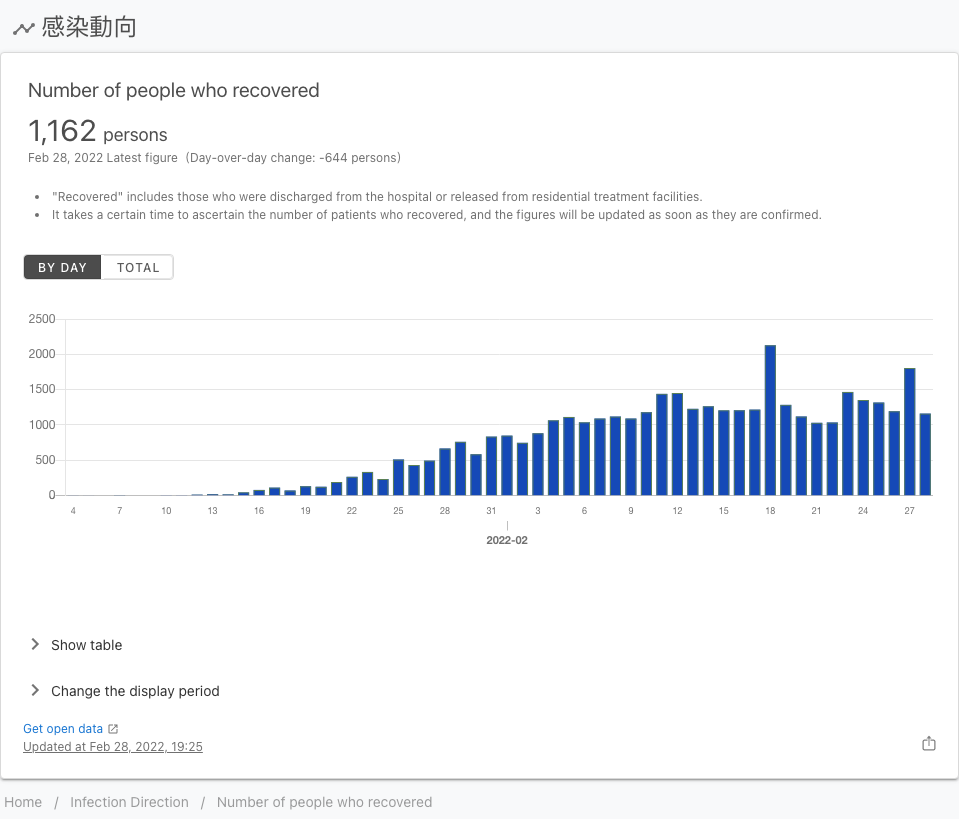 感染動向
Number of people who recovered
1,162 persons
Feb 28, 2022 Latest figure (Day-over-day change: -644 persons)
"Recovered" includes those who were discharged from the hospital or released from residential treatment facilities.
It takes a certain time to ascertain the number of patients who recovered, and the figures will be updated as soon as they are confirmed.
BY DAY TOTAL
2500
2000
1500
1000
500
0
4 7 10 13 16 19 22 25 28 31 3 6 9 12 15 18 21 24 27
2022-02
Show table
Change the display period
Get open data
Updated at Feb 28, 2022, 19:25
Home / Infection Direction / Number of people who recovered